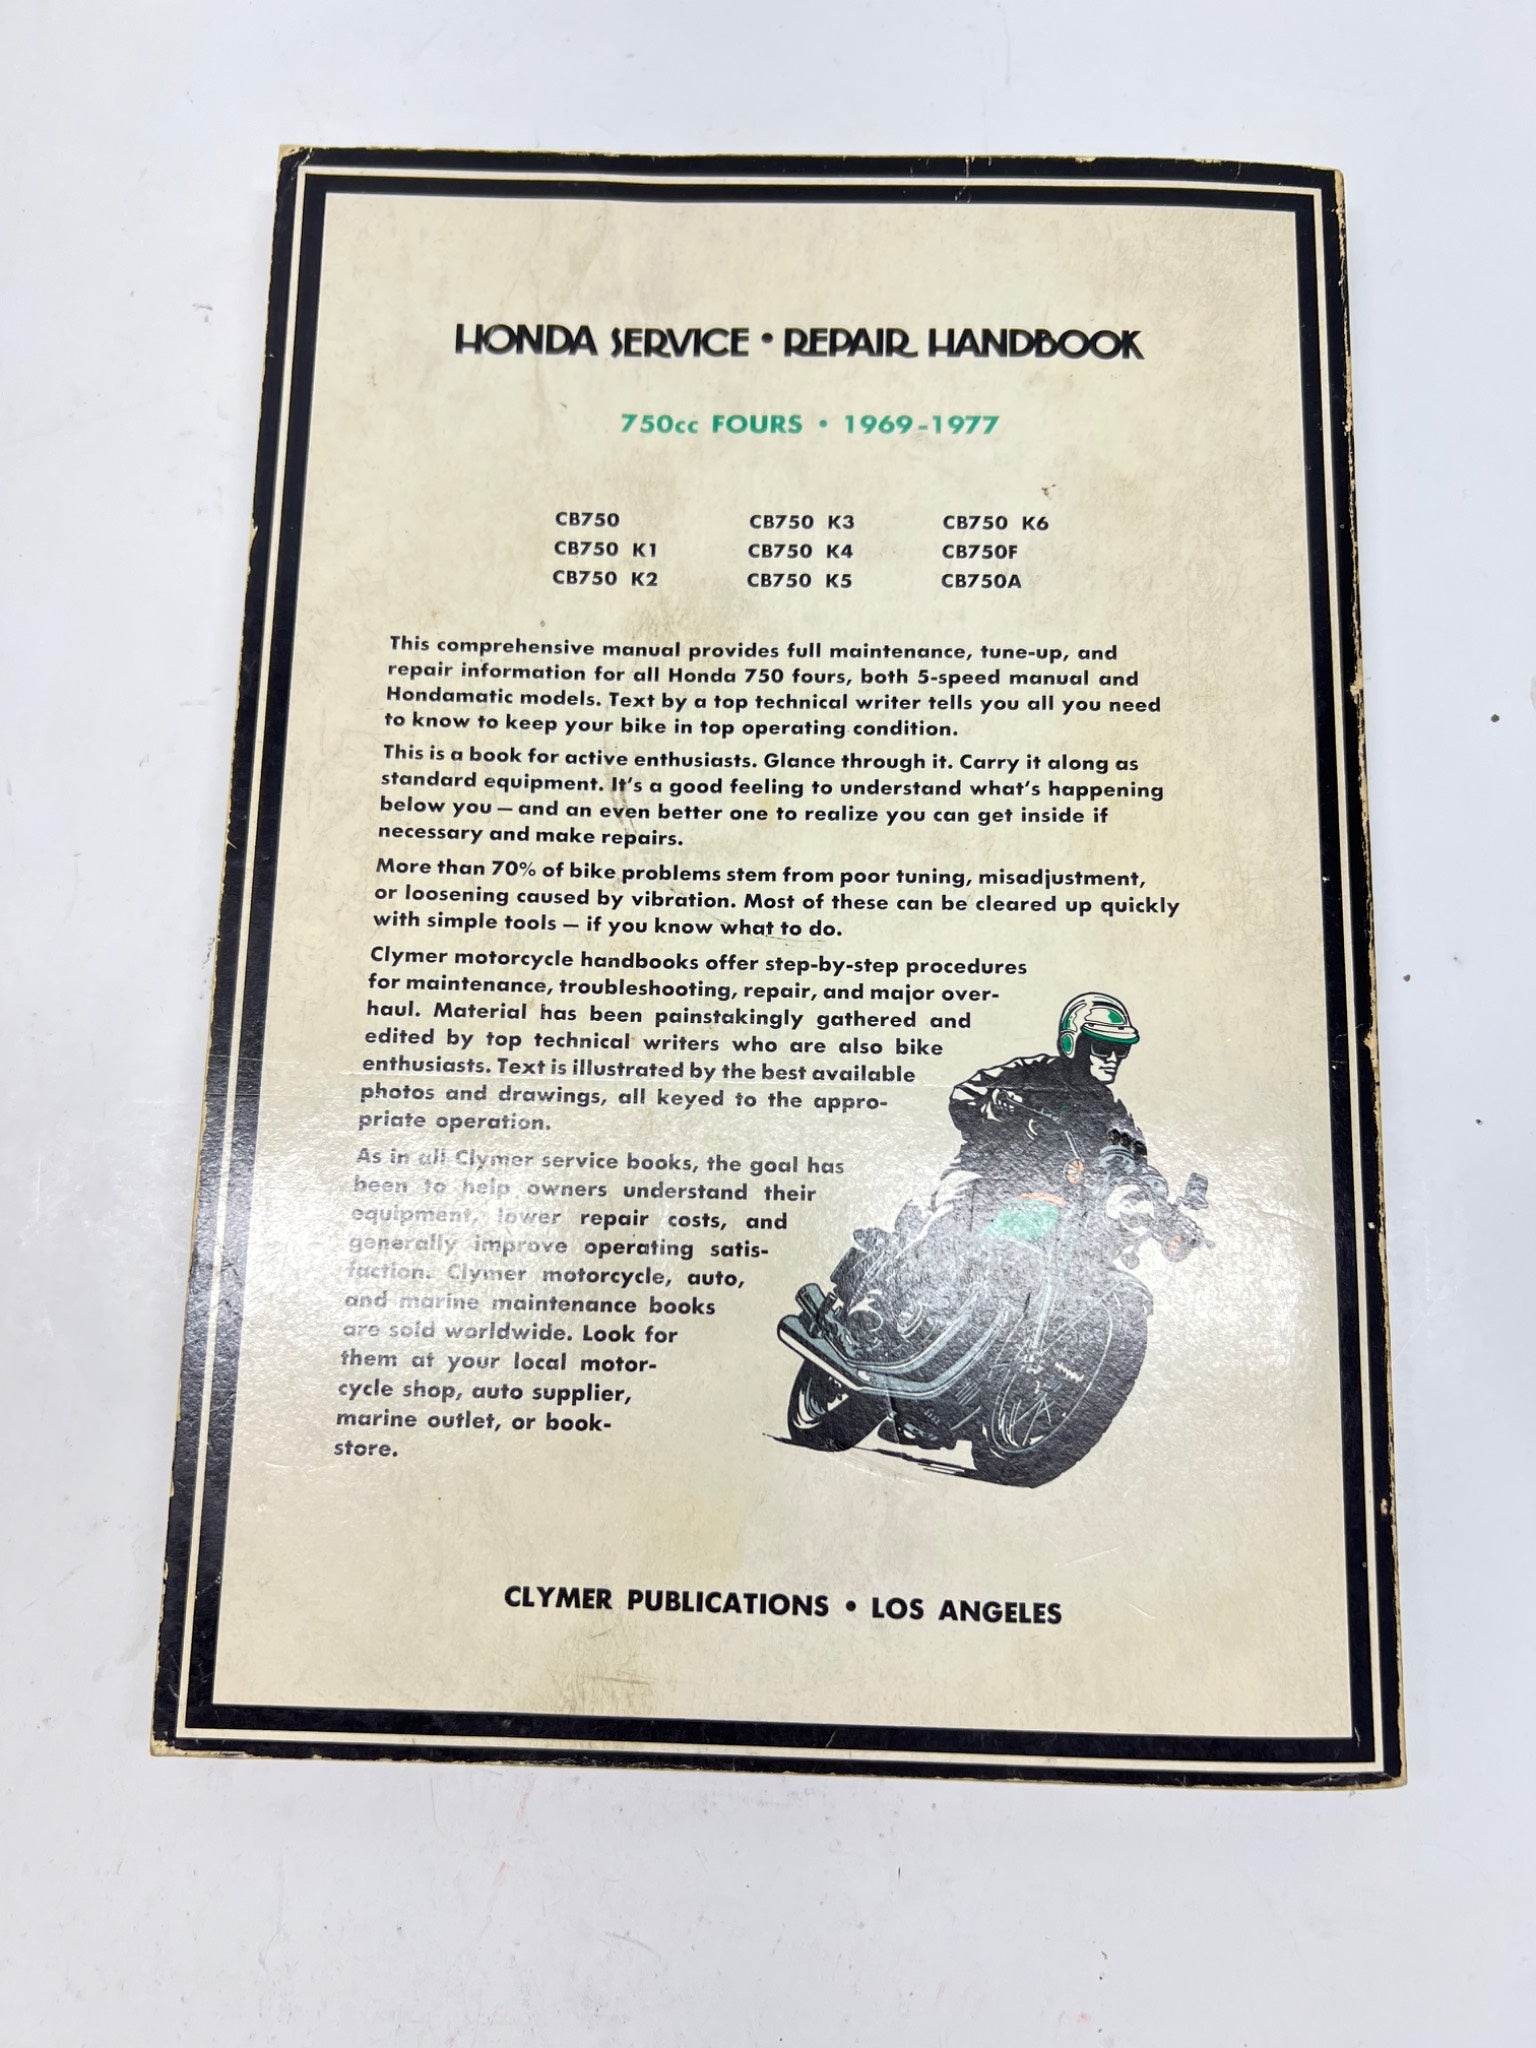 HONDA SERVICE • REPAIR HANDBOOK
750cc FOURS • 1969-1977
CB750 CB750 K3 CB750 K6
CB750 K1 CB750 K4 CB750F
CB750 K2 CB750 K5 CB750A
This comprehensive manual provides full maintenance, tune-up, and
repair information for all Honda 750 fours, both 5-speed manual and
Hondamatic models. Text by a top technical writer tells you all you need
to know to keep your bike in top operating condition.
This is a book for active enthusiasts. Glance through it. Carry it along as
standard equipment. It's a good feeling to understand what's happening
below you — and an even better one to realize you can get inside if
necessary and make repairs.
More than 70% of bike problems stem from poor tuning, misadjustment,
or loosening caused by vibration. Most of these can be cleared up quickly
with simple tools — if you know what to do.
Clymer motorcycle handbooks offer step-by-step procedures
for maintenance, troubleshooting, repair, and major over-
haul. Material has been painstakingly gathered and
edited by top technical writers who are also bike
enthusiasts. Text is illustrated by the best available
photos and drawings, all keyed to the appro-
priate operation.
As in all Clymer service books, the goal has
been to help owners understand their
equipment, lower repair costs, and
generally improve operating satis-
faction. Clymer motorcycle, auto,
and marine maintenance books
are sold worldwide. Look for
them at your local motor-
cycle shop, auto supplier,
marine outlet, or book-
store.
CLYMER PUBLICATIONS • LOS ANGELES